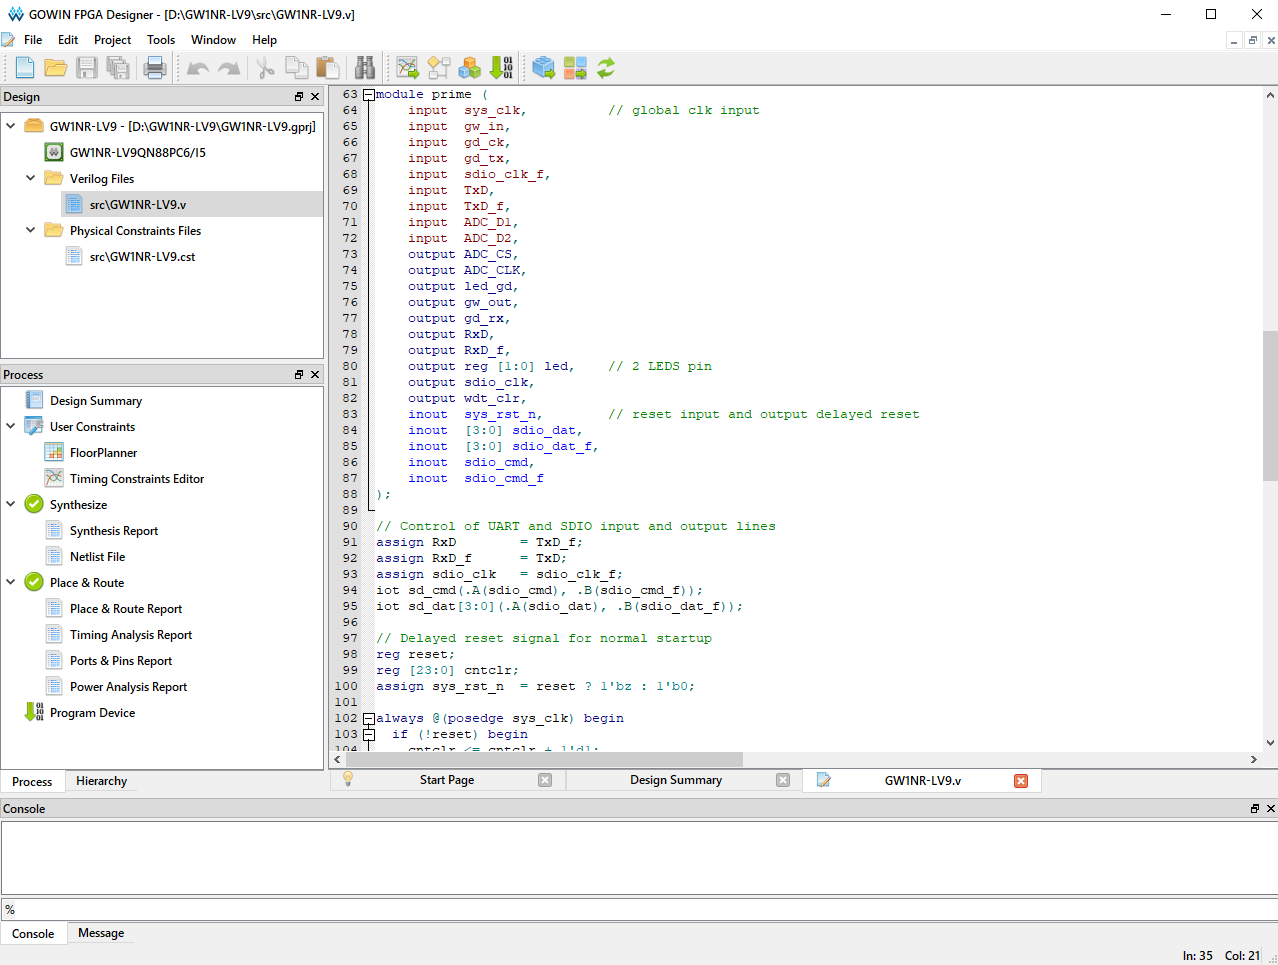 GOWIN FPGA Designer - [D:\GW1NR-LV9\src\GW1NR-LV9.v]
File Edit Project Tools Window Help
Design
GW1NR-LV9 - [D:\GW1NR-LV9\GW1NR-LV9.gprj]
GW1NR-LV9QN88PC6/I5
Verilog Files
src\GW1NR-LV9.v
Physical Constraints Files
src\GW1NR-LV9.cst
Process
Design Summary
User Constraints
FloorPlanner
Timing Constraints Editor
Synthesize
Synthesis Report
Netlist File
Place & Route
Place & Route Report
Timing Analysis Report
Ports & Pins Report
Power Analysis Report
Program Device
Process Hierarchy
63 module prime (
64 input sys_clk, // global clk input
65 input gw_in,
66 input gd_ck,
67 input gd_tx,
68 input sdio_clk_f,
69 input TxD,
70 input TxD_f,
71 input ADC_D1,
72 input ADC_D2,
73 output ADC_CS,
74 output ADC_CLK,
75 output led_gd,
76 output gw_out,
77 output gd_rx,
78 output RxD,
79 output RxD_f,
80 output reg [1:0] led, // 2 LEDS pin
81 output sdio_clk,
82 output wdt_clr,
83 inout sys_rst_n, // reset input and output delayed reset
84 inout [3:0] sdio_dat,
85 inout [3:0] sdio_dat_f,
86 inout sdio_cmd,
87 inout sdio_cmd_f
88 );
89
90 // Control of UART and SDIO input and output lines
91 assign RxD = TxD_f;
92 assign RxD_f = TxD;
93 assign sdio_clk = sdio_clk_f;
94 iot sd_cmd(.A(sdio_cmd), .B(sdio_cmd_f));
95 iot sd_dat[3:0](.A(sdio_dat), .B(sdio_dat_f));
96
97 // Delayed reset signal for normal startup
98 reg reset;
99 reg [23:0] cntclr;
100 assign sys_rst_n = reset ? 1'bz : 1'b0;
101
102 always @(posedge sys_clk) begin
103 if (!reset) begin
104 cntclr <= cntclr + 1'd1;
Start Page Design Summary GW1NR-LV9.v
Console
%
Console Message
ln: 35 Col: 21